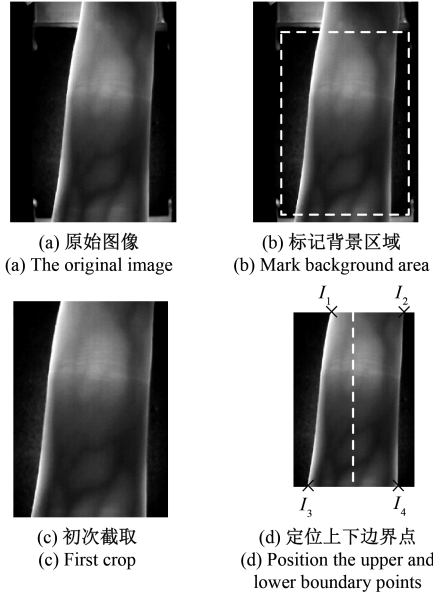 (a) 原始图像
(a) The original image
(b) 标记背景区域
(b) Mark background area
I1
I2
I3
I4
(c) 初次截取
(c) First crop
(d) 定位上下边界点
(d) Position the upper and
lower boundary points